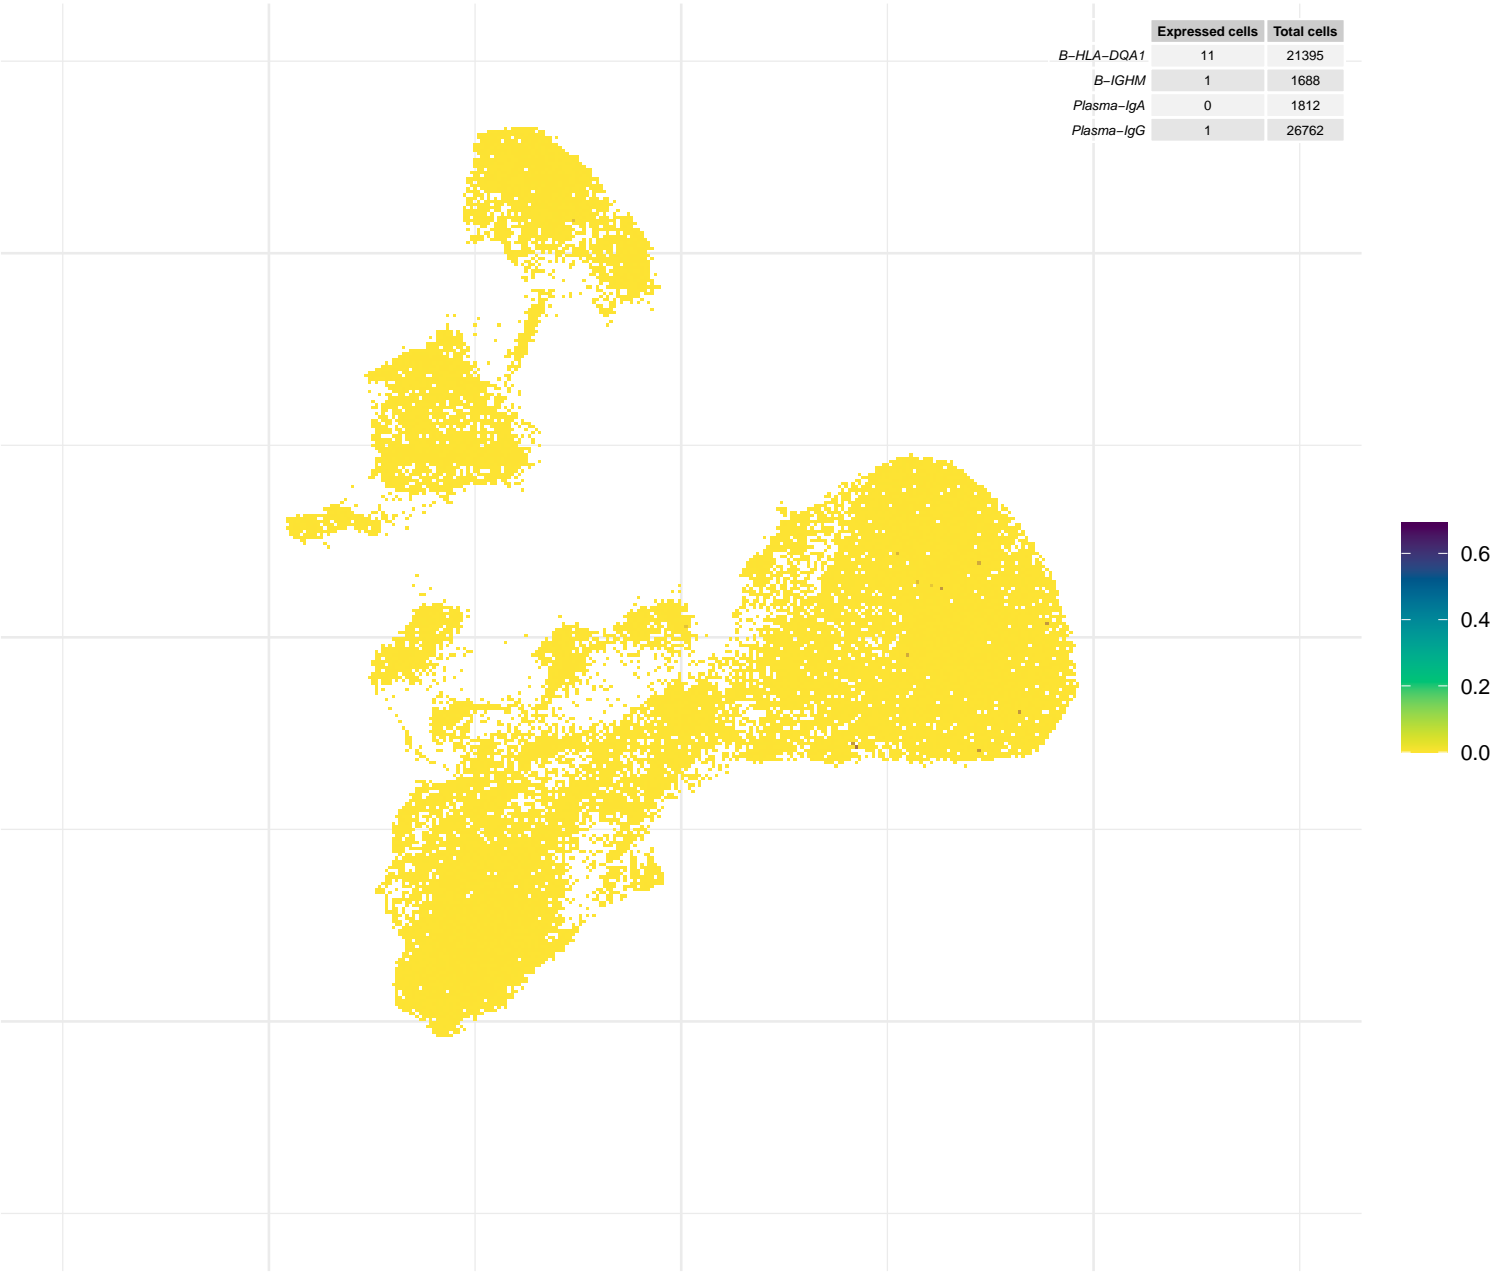 Expressed cells Total cells
B−HLA−DQA1 11 21395
B−IGHM 1 1688
Plasma−IgA 0 1812
Plasma−IgG 1 26762
0.6
0.4
0.2
0.0